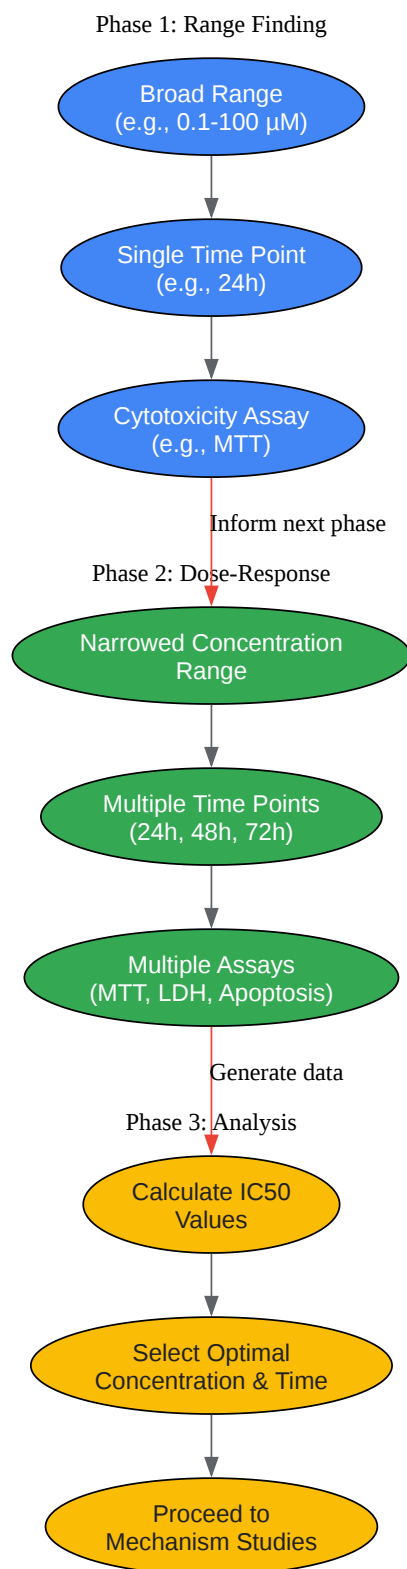 Phase 1: Range Finding
Broad Range
(e.g., 0.1-100 µM)
Single Time Point
(e.g., 24h)
Cytotoxicity Assay
(e.g., MTT)
Inform next phase
Phase 2: Dose-Response
Narrowed Concentration
Range
Multiple Time Points
(24h, 48h, 72h)
Multiple Assays
(MTT, LDH, Apoptosis)
Generate data
Phase 3: Analysis
Calculate IC50
Values
Select Optimal
Concentration & Time
Proceed to
Mechanism Studies